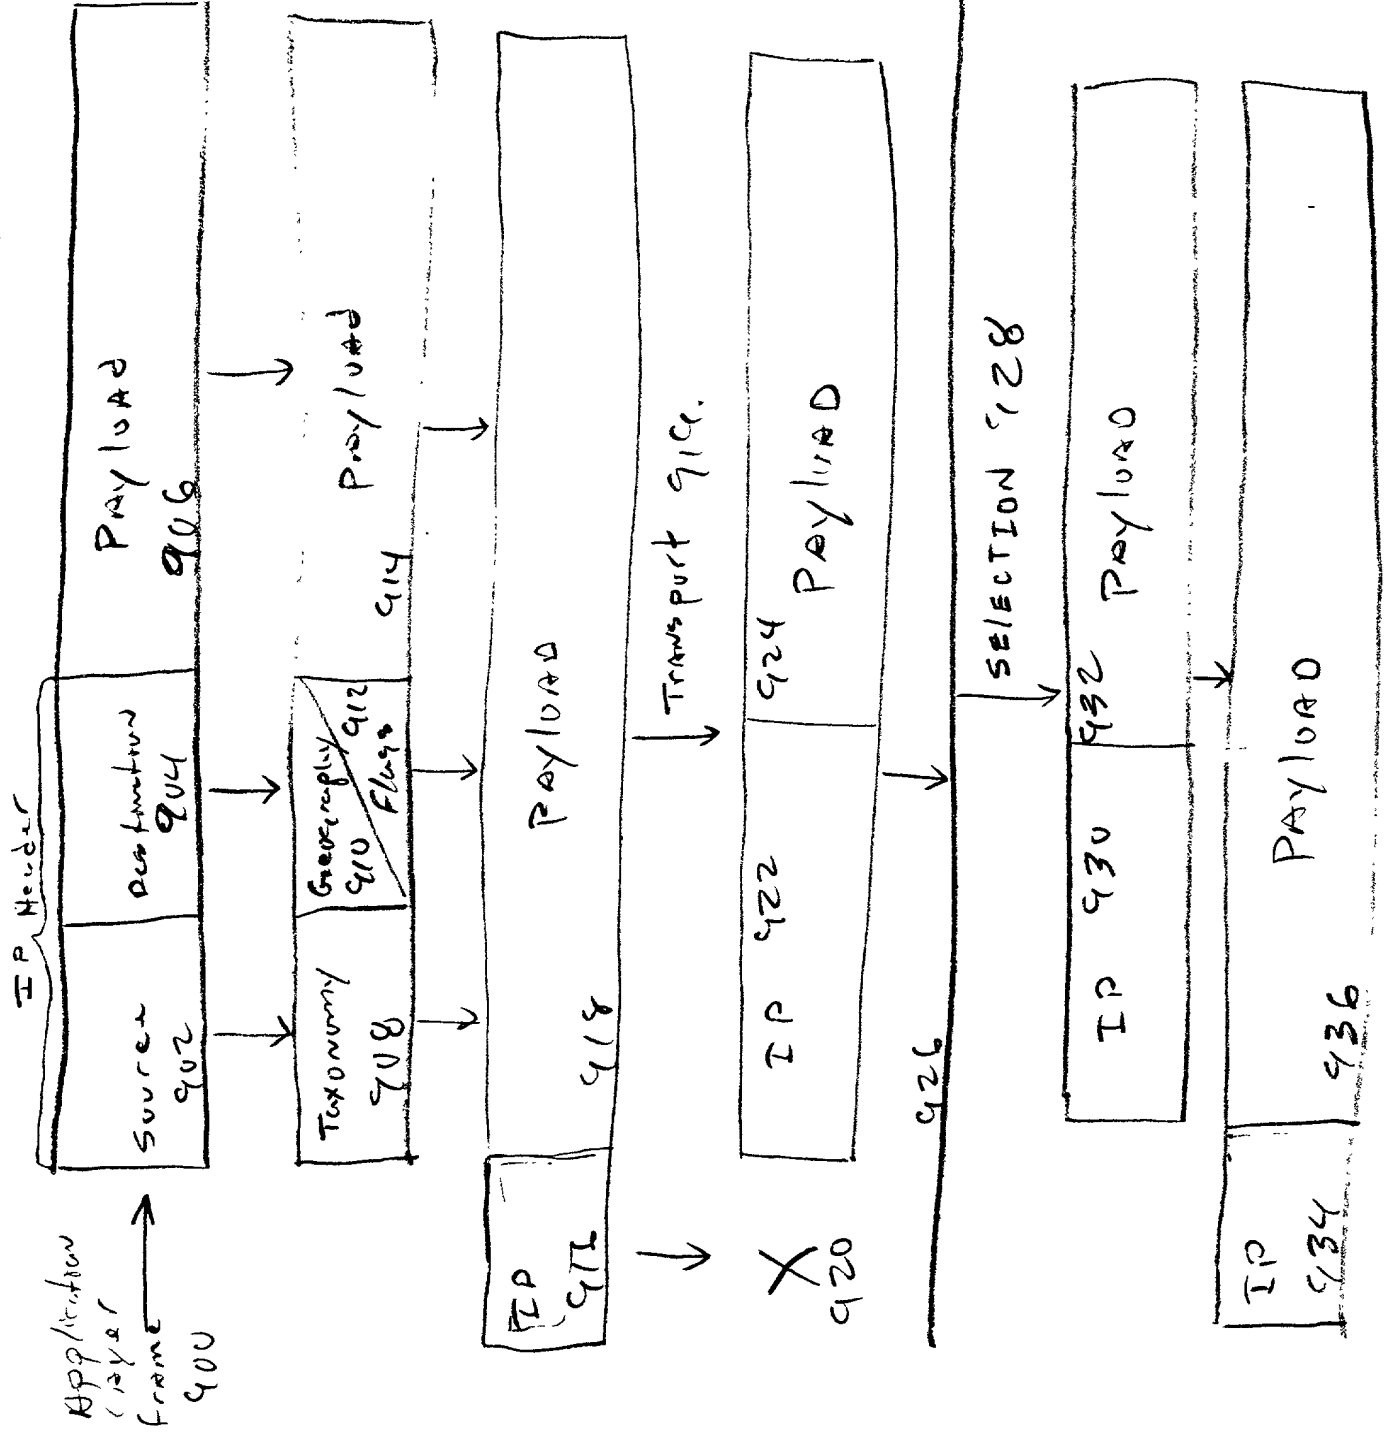 IP Header
Application
layer
frame
900
Source
902
Destination
904
Payload
906
Taxonomy
908
Geography
910
912
Flags
914
Payload
IP
916
918
Payload
Transport 919.
X
920
IP 922
924
Payload
926
SELECTION 928
IP 930
932
Payload
IP
934
936
Payload